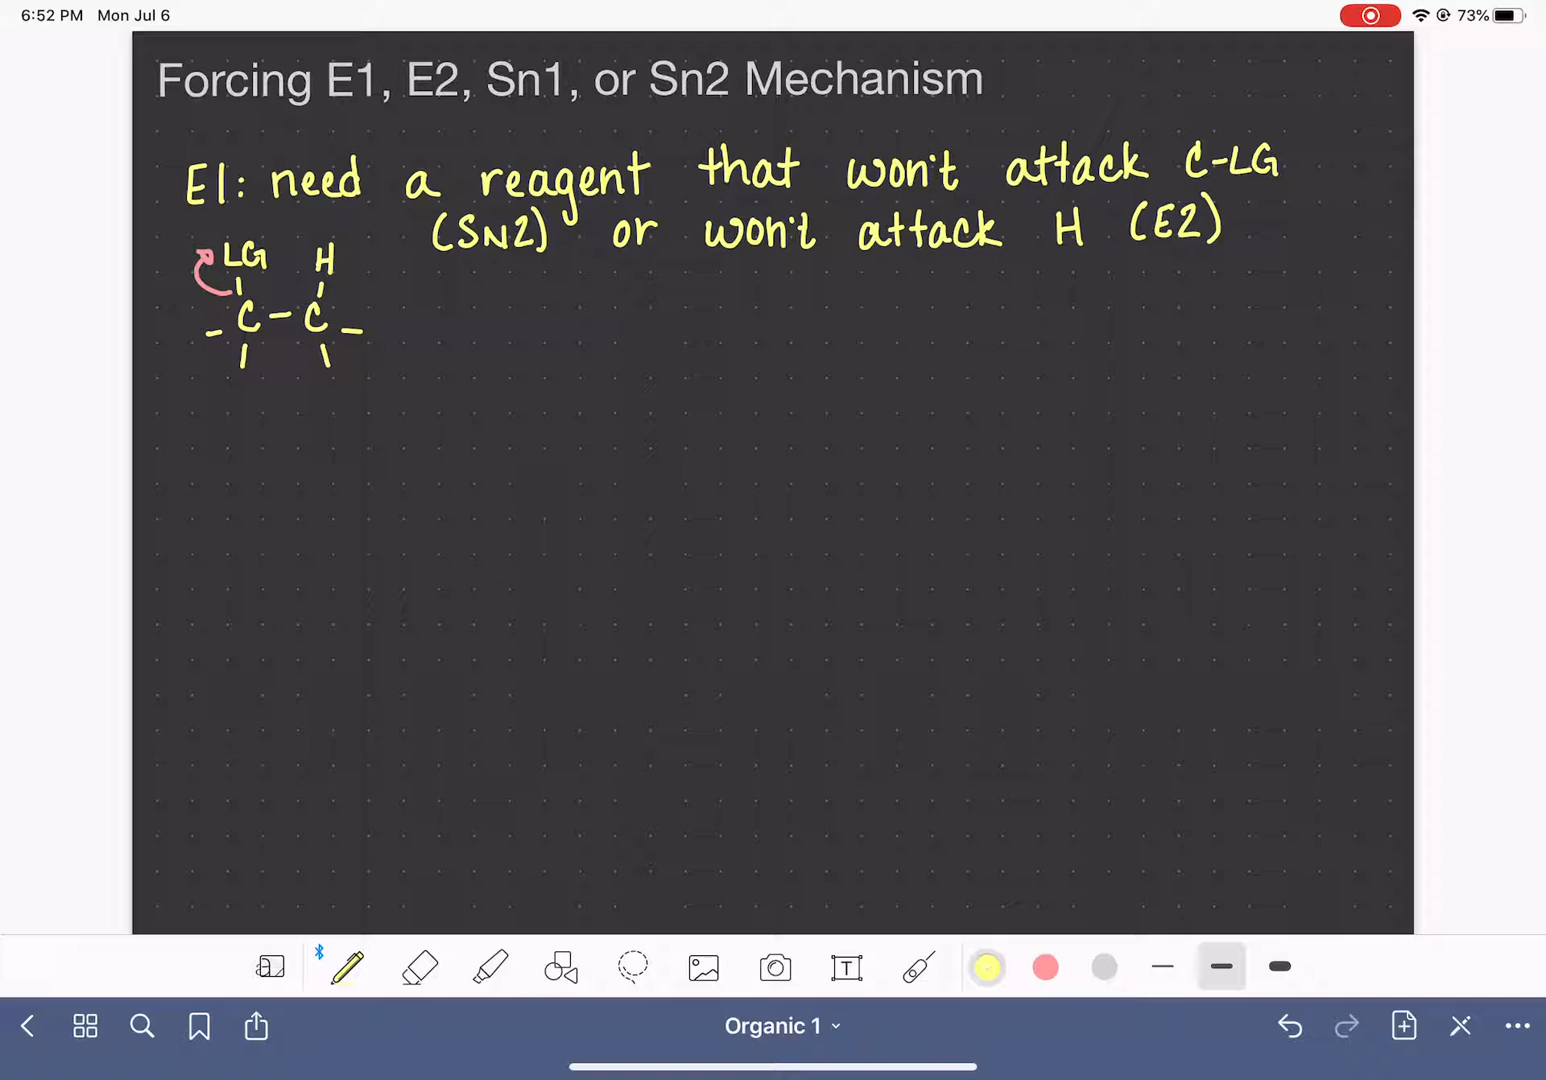 6:52 PM Mon Jul 6
73%
Forcing E1, E2, Sn1, or Sn2 Mechanism
E1: need a reagent that won't attack C-LG
(SN2) or won't attack H (E2)
LG H
C - C
Organic 1